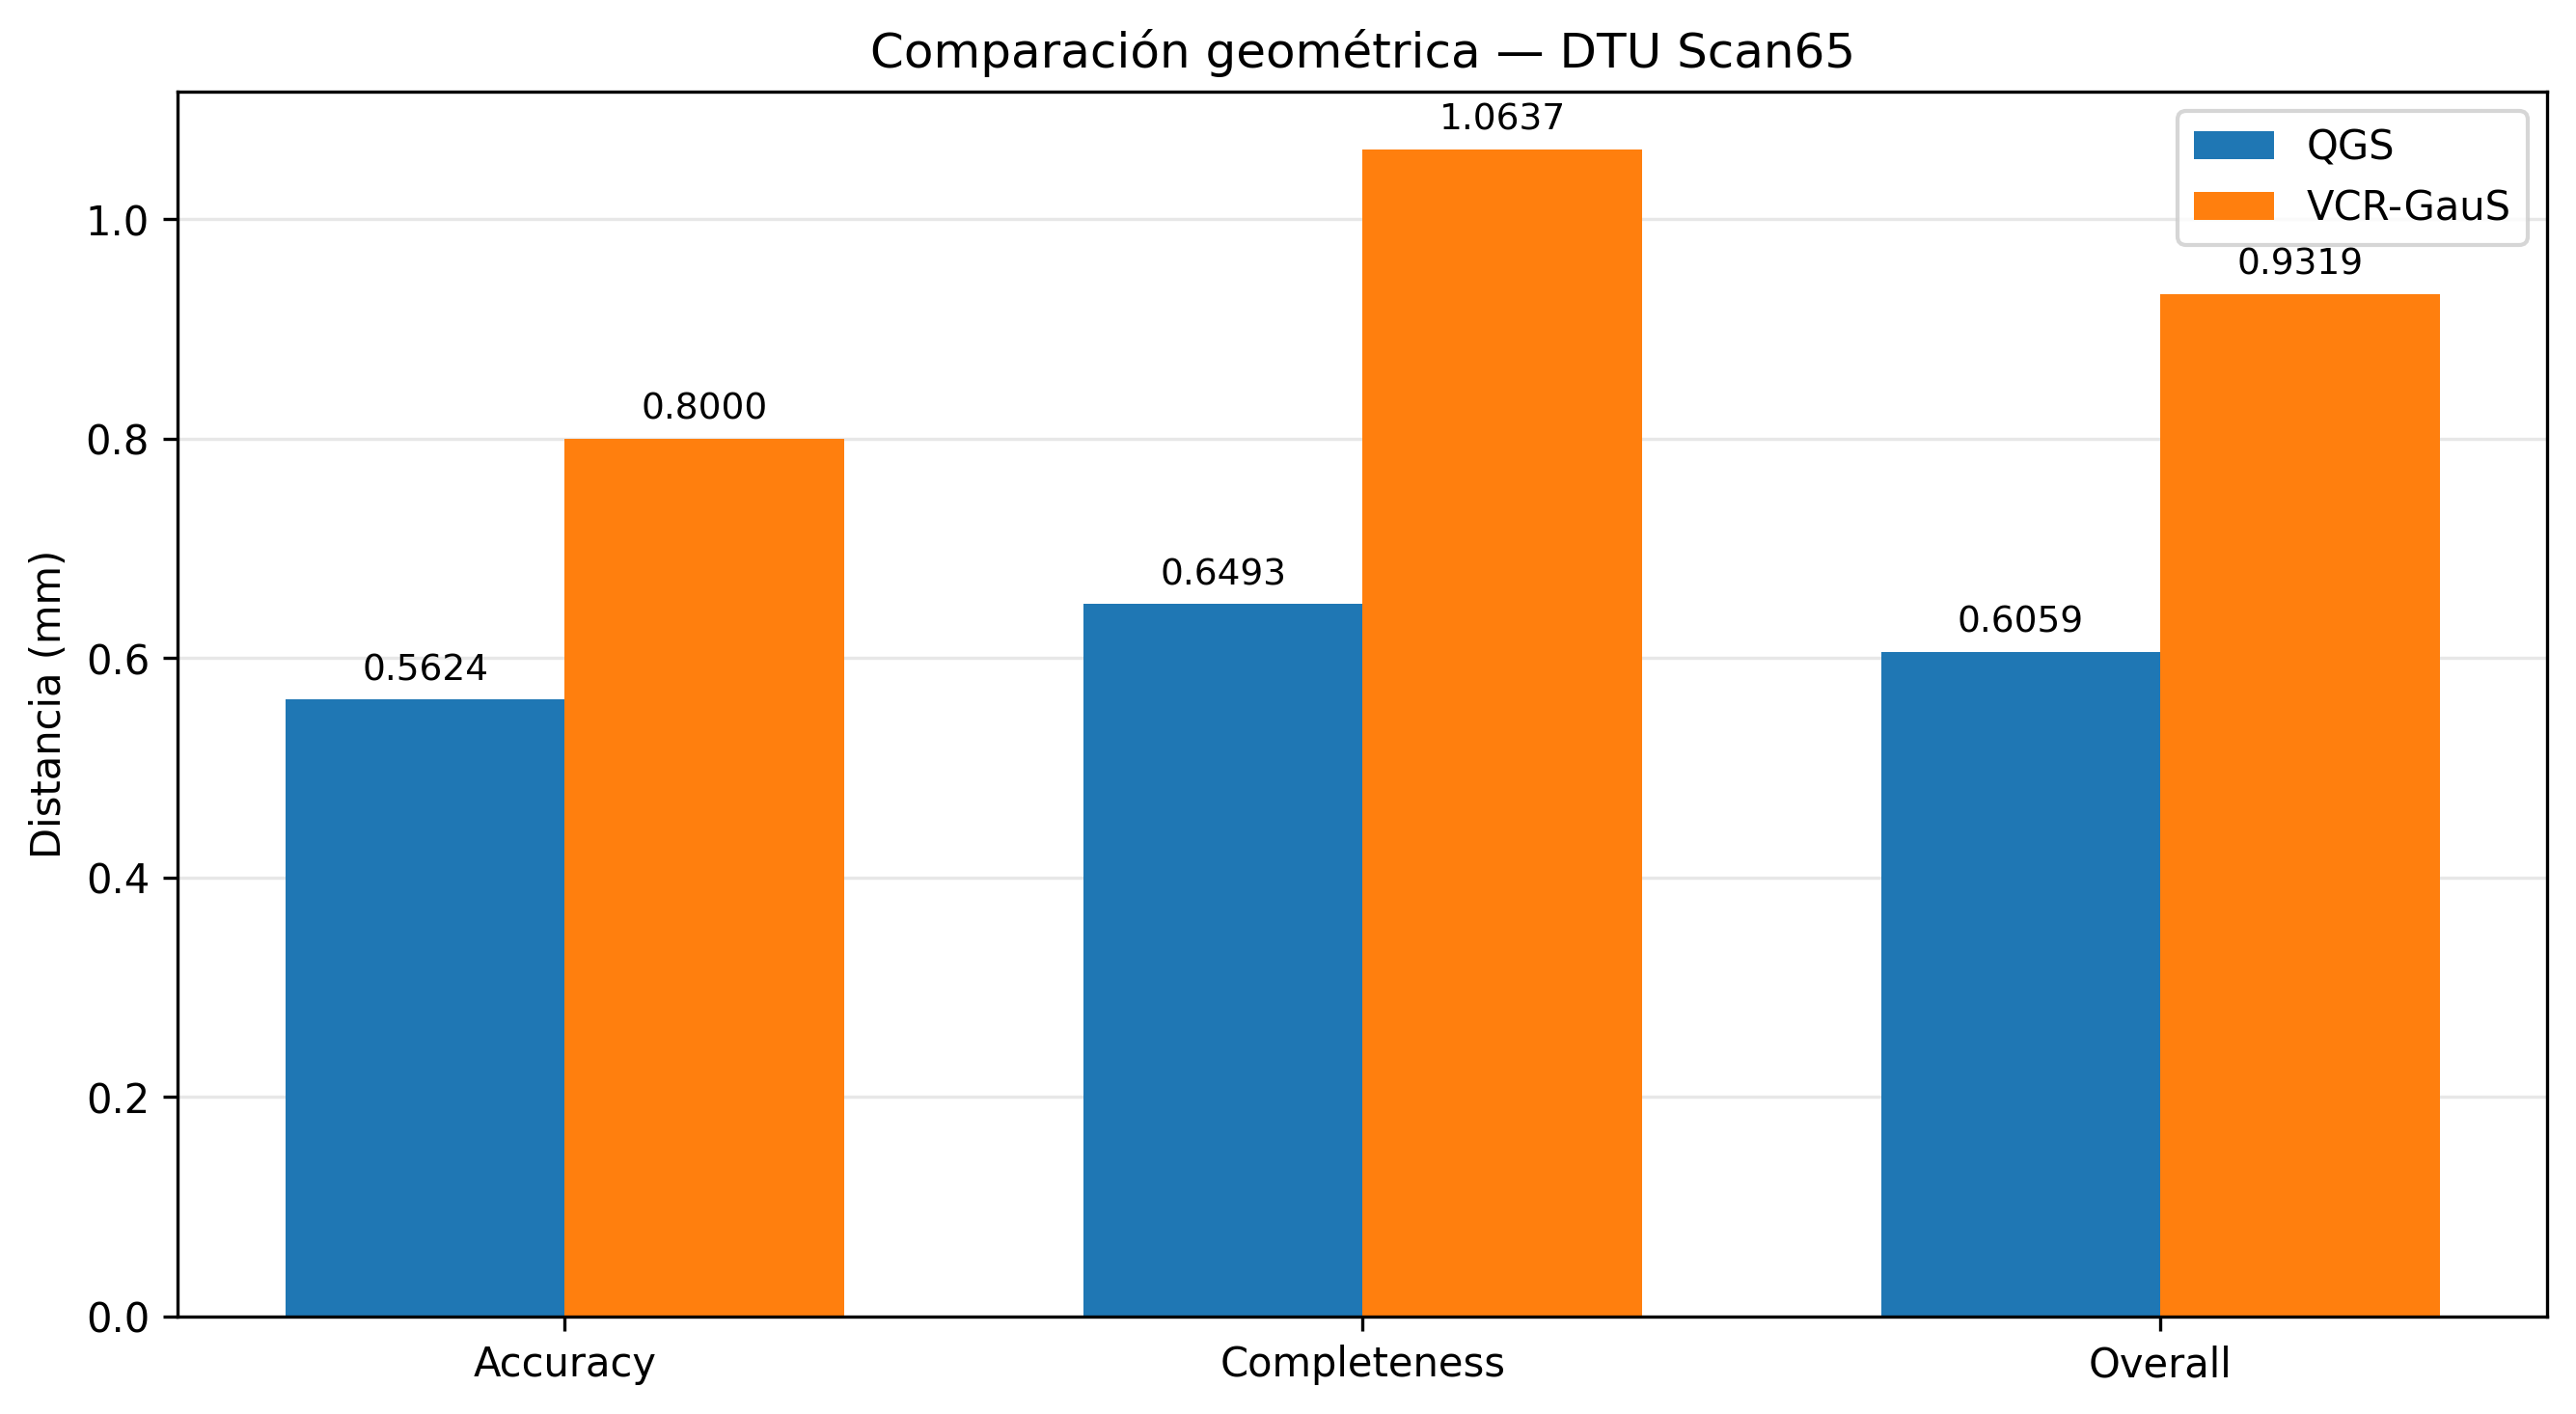 Comparación geométrica — DTU Scan65
QGS
VCR-GauS
Distancia (mm)
1.0
0.8
0.6
0.4
0.2
0.0
0.5624
0.8000
0.6493
1.0637
0.6059
0.9319
Accuracy
Completeness
Overall